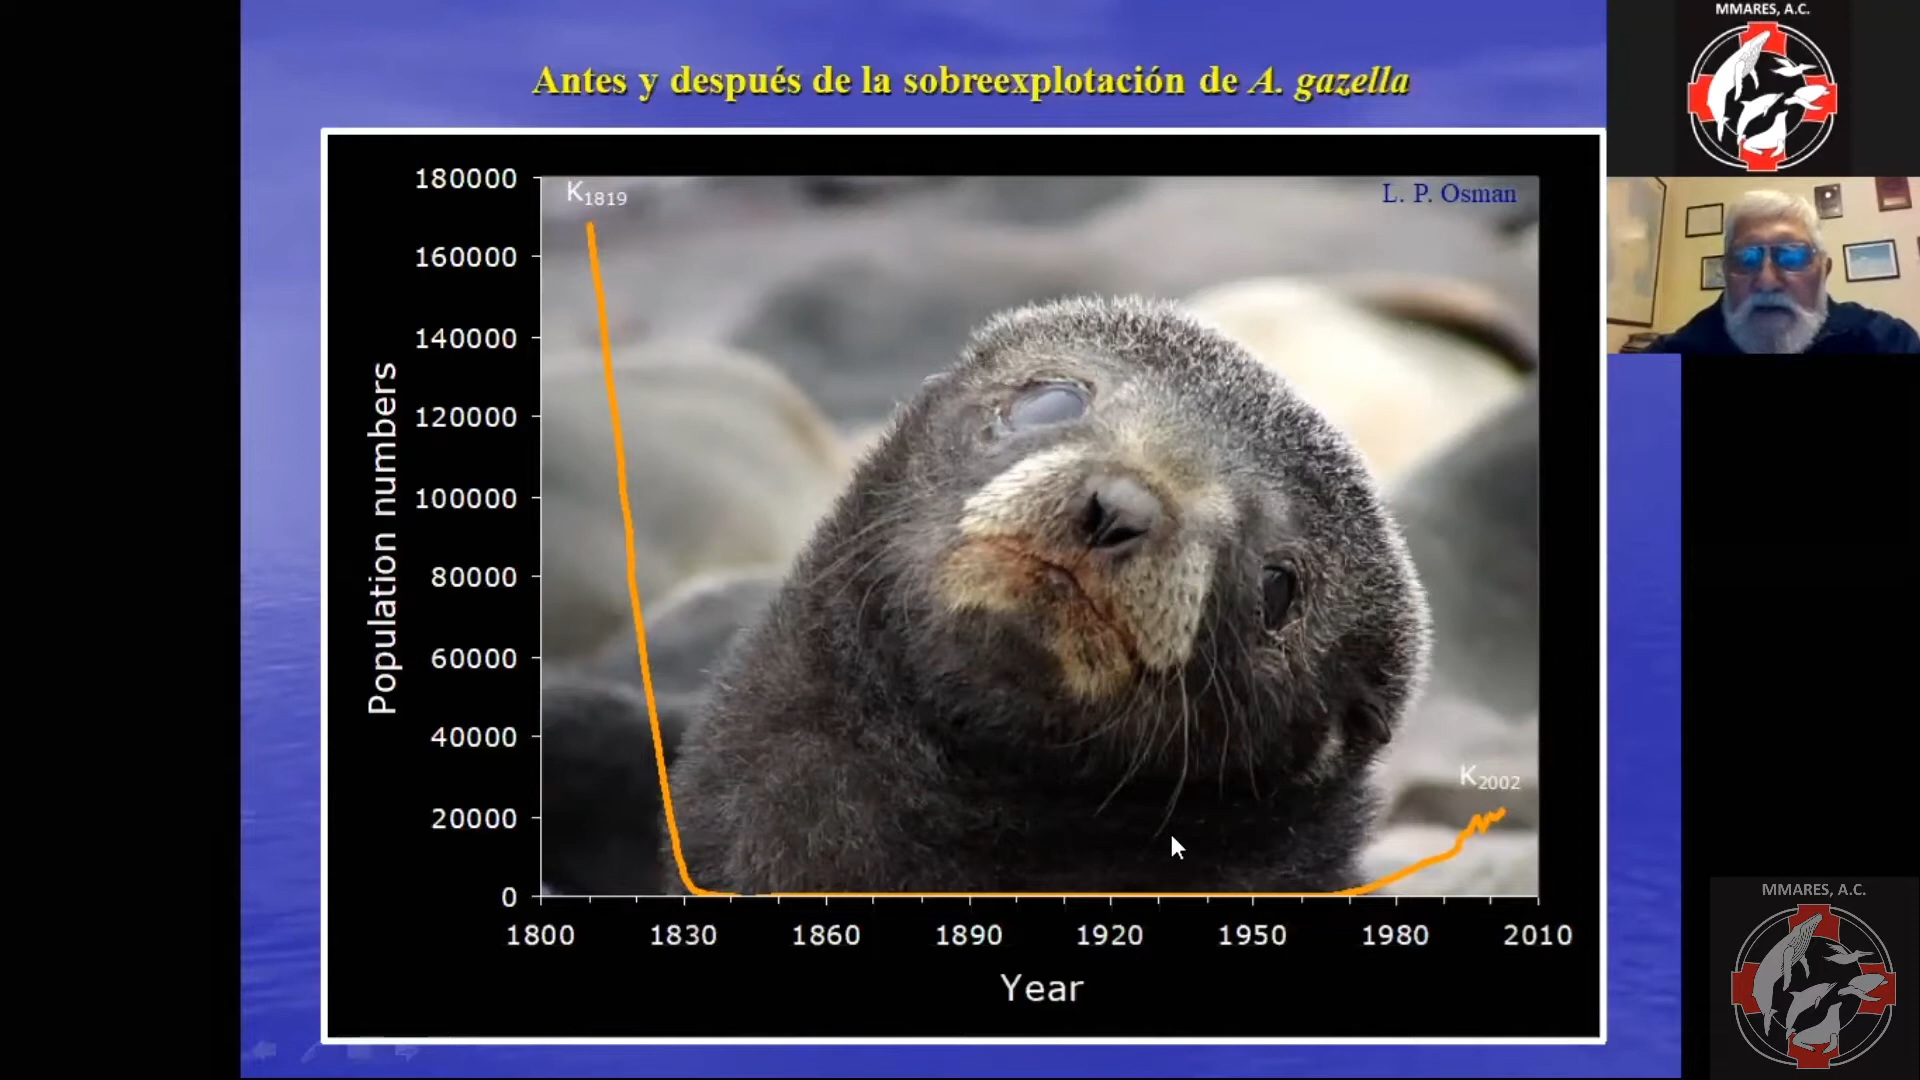 MMARES, A.C.
Antes y después de la sobreexplotación de A. gazella
L. P. Osman
K1819
K2002
Population numbers
180000
160000
140000
120000
100000
80000
60000
40000
20000
0
1800 1830 1860 1890 1920 1950 1980 2010
Year
MMARES, A.C.